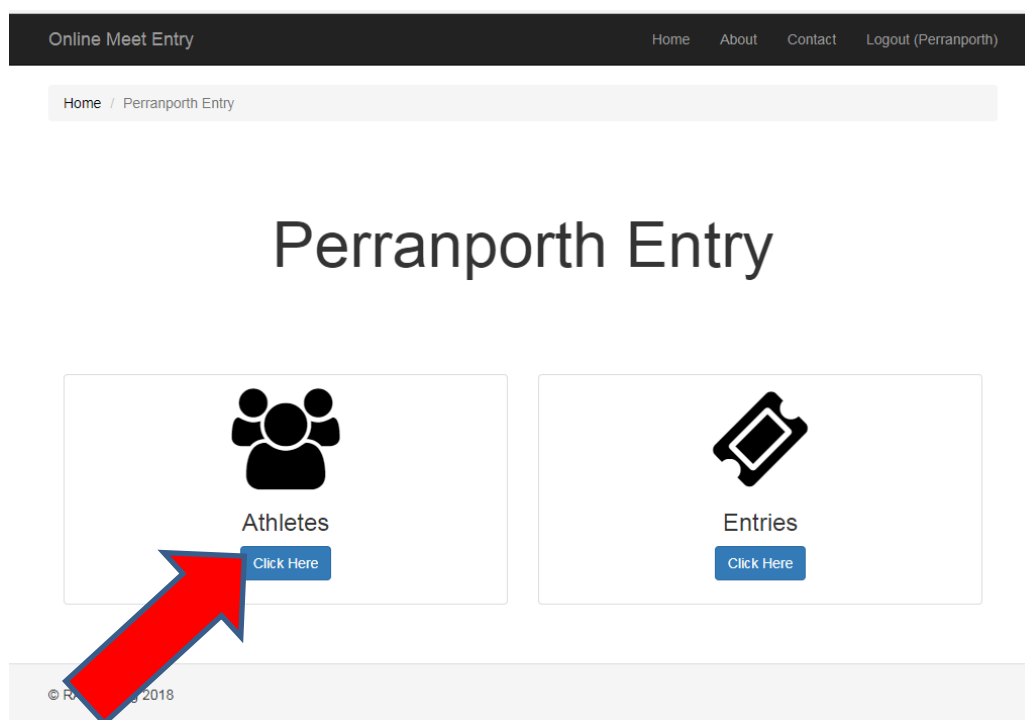 Online Meet Entry Home About Contact Logout (Perranporth)
Home / Perranporth Entry
Perranporth Entry
Athletes Entries
Click Here Click Here
© 2018